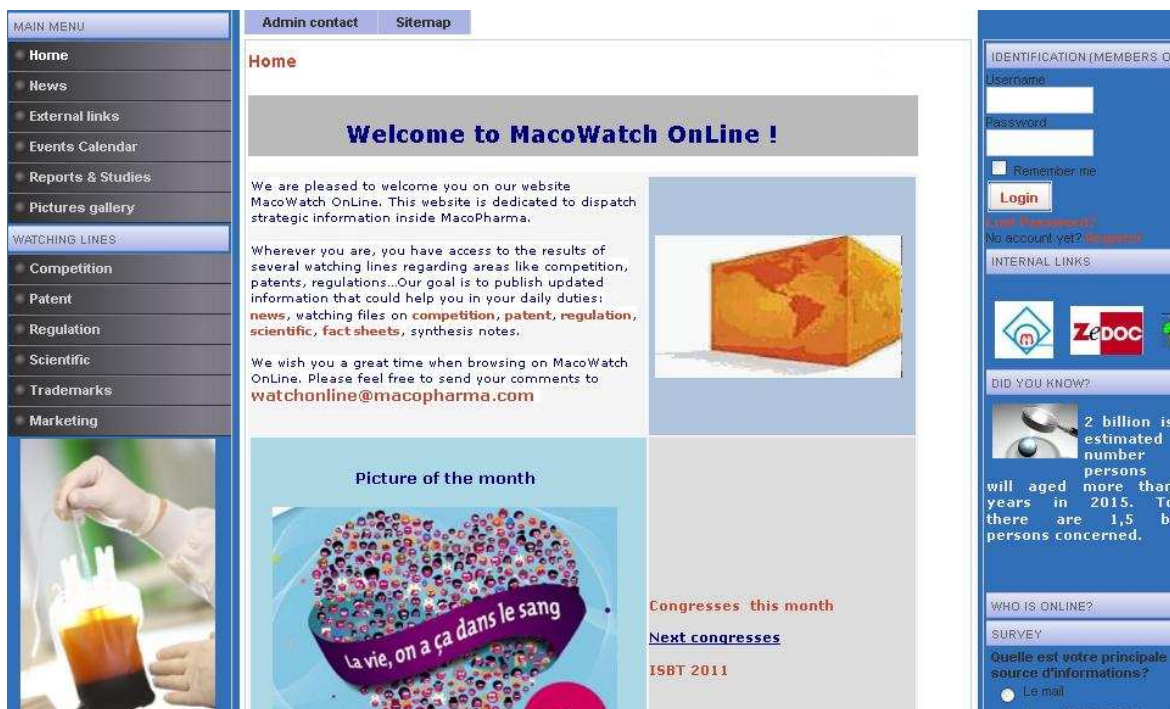 MAIN MENU
Home
News
External links
Events Calendar
Reports & Studies
Pictures gallery
WATCHING LINES
Competition
Patent
Regulation
Scientific
Trademarks
Marketing
Admin contact
Sitemap
Home
Welcome to MacoWatch OnLine !
We are pleased to welcome you on our website
MacoWatch OnLine. This website is dedicated to dispatch
strategic information inside MacoPharma.
Wherever you are, you have access to the results of
several watching lines regarding areas like competition,
patents, regulations...Our goal is to publish updated
information that could help you in your daily duties:
news, watching files on competition, patent, regulation,
scientific, fact sheets, synthesis notes.
We wish you a great time when browsing on MacoWatch
OnLine. Please feel free to send your comments to
watchonline@macopharma.com
Picture of the month
La vie, on a ça dans le sang
Congresses this month
Next congresses
ISBT 2011
IDENTIFICATION (MEMBERS O
Username
Password
Remember me
Login
Lost Password?
No account yet? Register
INTERNAL LINKS
m
ZeDOC
DID YOU KNOW?
2 billion is
estimated
number
persons
will aged more than
years in 2015. To
there are 1,5 b
persons concerned.
WHO IS ONLINE?
SURVEY
Quelle est votre principale
source d'informations?
Le mail